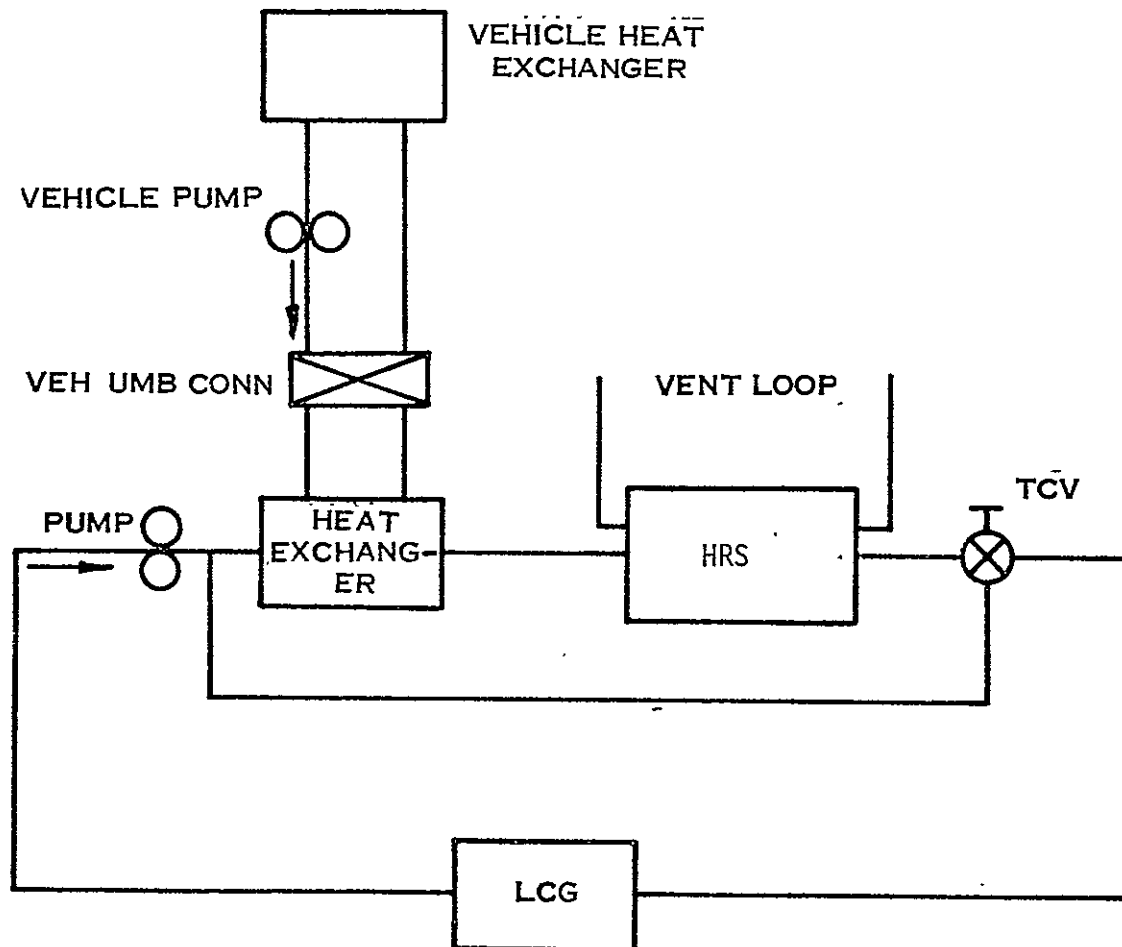 VEHICLE HEAT
EXCHANGER
VEHICLE PUMP
VEH UMB CONN
VENT LOOP
TCV
PUMP
HEAT
EXCHANG-
ER
HRS
LCG